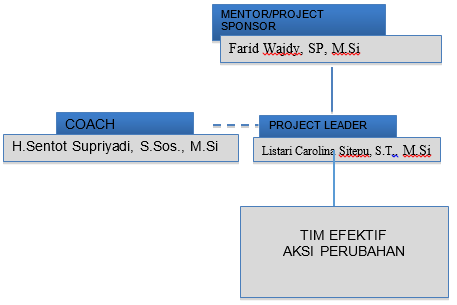 MENTOR/PROJECT
SPONSOR
Farid Wajdy, SP, M.Si
COACH
H.Sentot Supriyadi, S.Sos., M.Si
PROJECT LEADER
Listari Carolina Sitepu, S.T,, M.Si
TIM EFEKTIF
AKSI PERUBAHAN